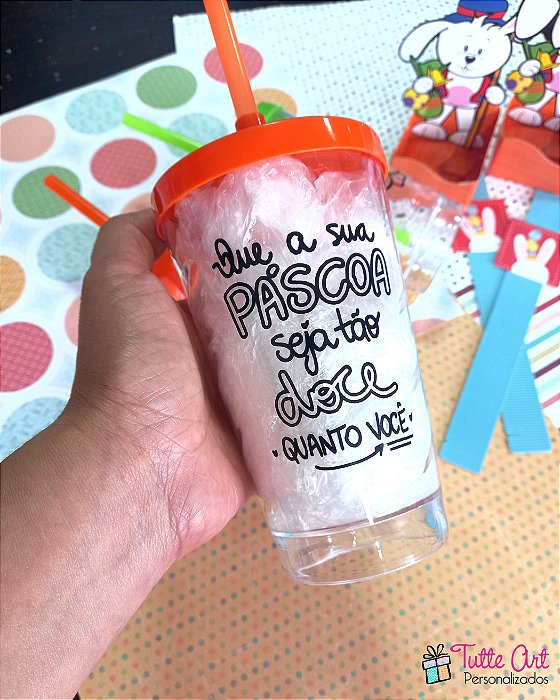 Que a sua
PÁSCOA
seja tão
doce
• QUANTO VOCÊ •
Tutte Art
Personalizados